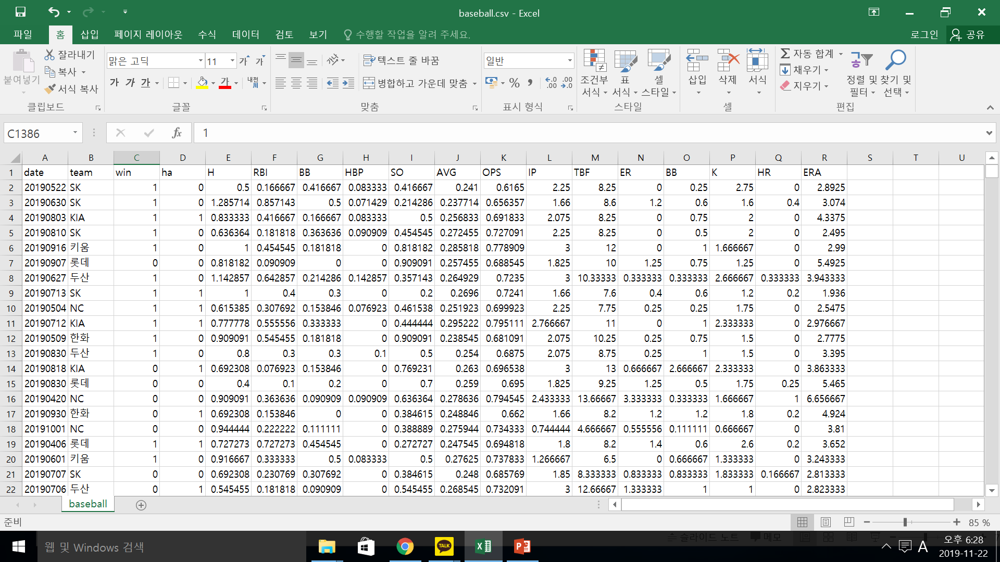 baseball.csv - Excel
파일 홈 삽입 페이지 레이아웃 수식 데이터 검토 보기 수행할 작업을 알려 주세요. 로그인 공유
붙여넣기 잘라내기 복사 서식 복사 클립보드
맑은 고딕 11 가 가 가 가 가 가 내천 글꼴
텍스트 줄 바꿈 병합하고 가운데 맞춤 맞춤
일반 % , .0 .00 .00 .0 표시 형식
조건부 서식 표 서식 셀 스타일 스타일
삽입 삭제 서식 셀
자동 합계 채우기 지우기 정렬 및 필터 찾기 및 선택 편집
C1386 fx 1
A B C D E F G H I J K L M N O P Q R S T U
1 date team win ha H RBI BB HBP SO AVG OPS IP TBF ER BB K HR ERA
2 20190522 SK 1 0 0.5 0.166667 0.416667 0.083333 0.416667 0.241 0.6165 2.25 8.25 0 0.25 2.75 0 2.8925
3 20190630 SK 1 0 1.285714 0.857143 0.5 0.071429 0.214286 0.237714 0.656357 1.66 8.6 1.2 0.6 1.6 0.4 3.074
4 20190803 KIA 1 1 0.833333 0.416667 0.166667 0.083333 0.5 0.256833 0.691833 2.075 8.25 0 0.75 2 0 4.3375
5 20190810 SK 1 0 0.636364 0.181818 0.363636 0.090909 0.454545 0.272455 0.727091 2.25 8.25 0 0.5 2 0 2.495
6 20190916 키움 1 0 1 0.454545 0.181818 0 0.818182 0.285818 0.778909 3 12 0 1 1.666667 0 2.99
7 20190907 롯데 0 0 0.818182 0.090909 0 0 0.909091 0.257455 0.688545 1.825 10 1.25 0.75 1.25 0 5.4925
8 20190627 두산 1 0 1.142857 0.642857 0.214286 0.142857 0.357143 0.264929 0.7235 3 10.33333 0.333333 0.333333 2.666667 0.333333 3.943333
9 20190713 SK 1 1 1 0.4 0.3 0 0.2 0.2696 0.7241 1.66 7.6 0.4 0.6 1.2 0.2 1.936
10 20190504 NC 1 1 0.615385 0.307692 0.153846 0.076923 0.461538 0.251923 0.699923 2.25 7.75 0.25 0.25 1.75 0 2.5475
11 20190712 KIA 1 1 0.777778 0.555556 0.333333 0 0.444444 0.295222 0.795111 2.766667 11 0 1 2.333333 0 2.976667
12 20190509 한화 1 0 0.909091 0.545455 0.181818 0 0.909091 0.238545 0.681091 2.075 10.25 0.25 0.75 1.5 0 2.7775
13 20190830 두산 1 0 0.8 0.3 0.3 0.1 0.5 0.254 0.6875 2.075 8.75 0.25 1 1.5 0 3.395
14 20190818 KIA 0 1 0.692308 0.076923 0.153846 0 0.769231 0.263 0.696538 3 13 0.666667 2.666667 2.333333 0 3.863333
15 20190830 롯데 0 0 0.4 0.1 0.2 0 0.7 0.259 0.695 1.825 9.25 1.25 0.5 1.75 0.25 5.465
16 20190420 NC 0 0 0.909091 0.363636 0.090909 0.090909 0.636364 0.278636 0.794545 2.433333 13.66667 3.333333 0.333333 1.666667 1 6.656667
17 20190930 한화 0 1 0.692308 0.153846 0 0 0.384615 0.248846 0.662 1.66 8.2 1.2 1.2 1.8 0.2 4.924
18 20191001 NC 0 0 0.944444 0.222222 0.111111 0 0.388889 0.275944 0.734333 0.744444 4.666667 0.555556 0.111111 0.666667 0 3.81
19 20190406 롯데 1 1 0.727273 0.727273 0.454545 0 0.272727 0.247545 0.694818 1.8 8.2 1.4 0.6 2.6 0.2 3.652
20 20190601 키움 1 0 0.916667 0.333333 0.5 0.083333 0.5 0.27625 0.737833 1.266667 6.5 0 0.666667 1.333333 0 3.243333
21 20190707 SK 0 0 0.692308 0.230769 0.307692 0 0.384615 0.248 0.685769 1.85 8.333333 0.833333 0.833333 1.833333 0.166667 2.813333
22 20190706 두산 0 1 0.545455 0.181818 0.090909 0 0.545455 0.268545 0.732091 3 12.66667 1.333333 1 1 0 2.823333
baseball
준비 85 %
슬라이드 노트 메모
웹 및 Windows 검색 TALK A 오후 6:28
2019-11-22